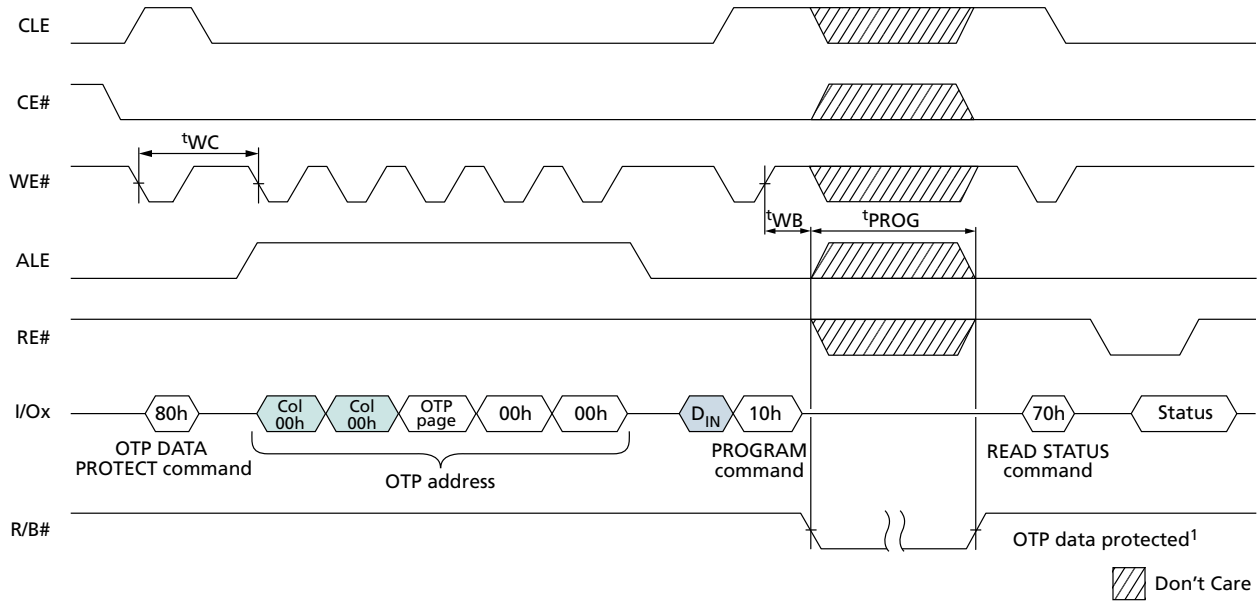 CLE
CE#
tWC
WE#
tWB
tPROG
ALE
RE#
I/Ox
80h
Col
00h
Col
00h
OTP
page
00h
00h
DIN
10h
70h
Status
OTP DATA
PROTECT command
OTP address
PROGRAM
command
READ STATUS
command
R/B#
OTP data protected1
Don't Care